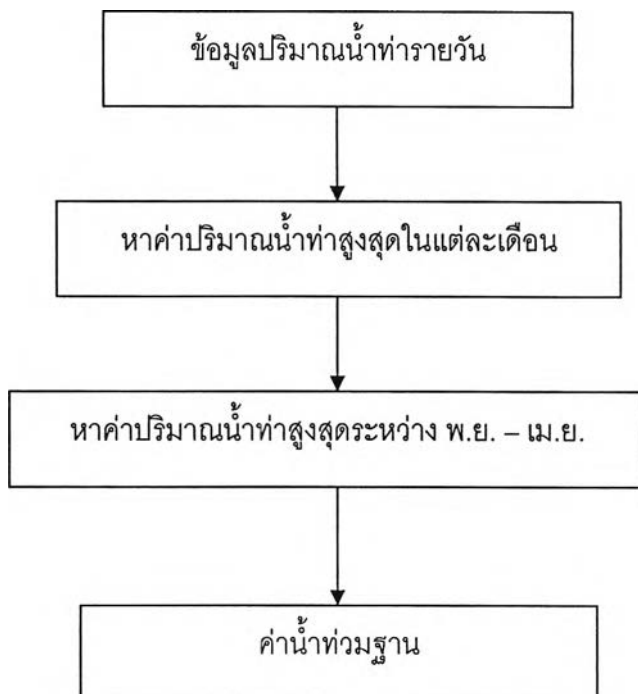 ข้อมูลปริมาณน้ำท่ารายวัน
หาค่าปริมาณน้ำท่าสูงสุดในแต่ละเดือน
หาค่าปริมาณน้ำท่าสูงสุดระหว่าง พ.ย. – เม.ย.
ค่าน้ำท่วมฐาน